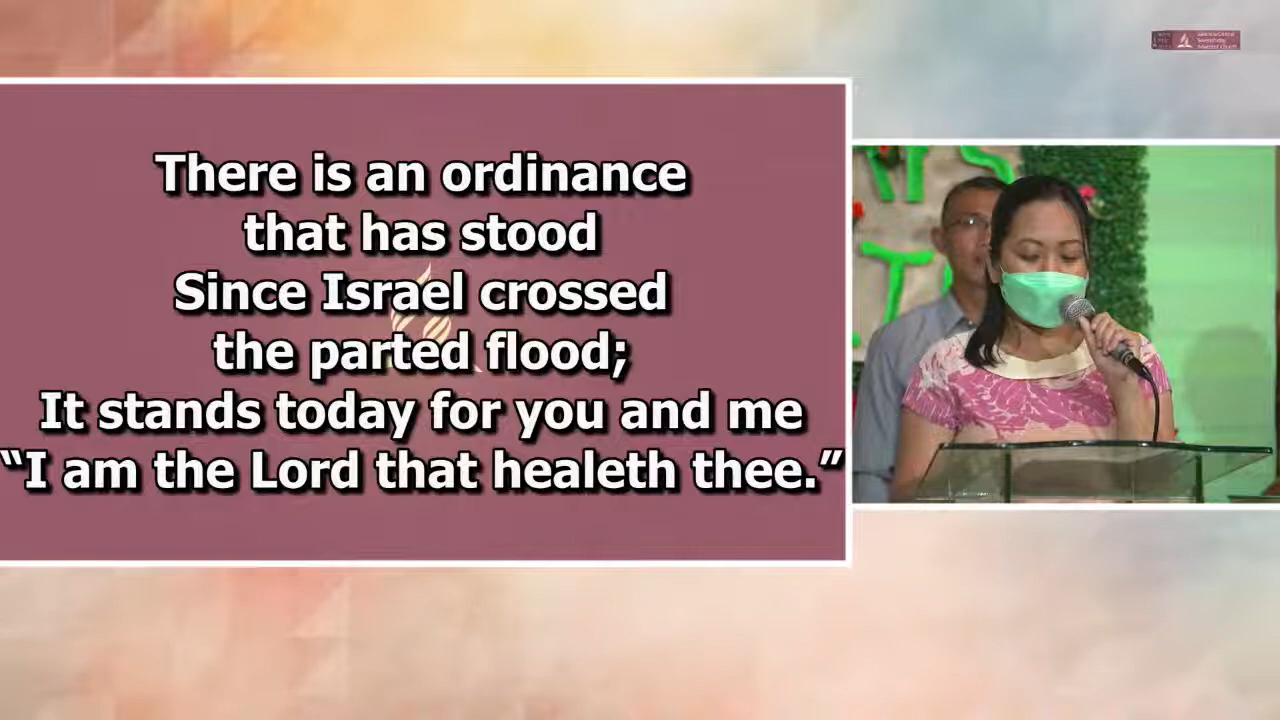 There is an ordinance
that has stood
Since Israel crossed
the parted flood;
It stands today for you and me
“I am the Lord that healeth thee.”